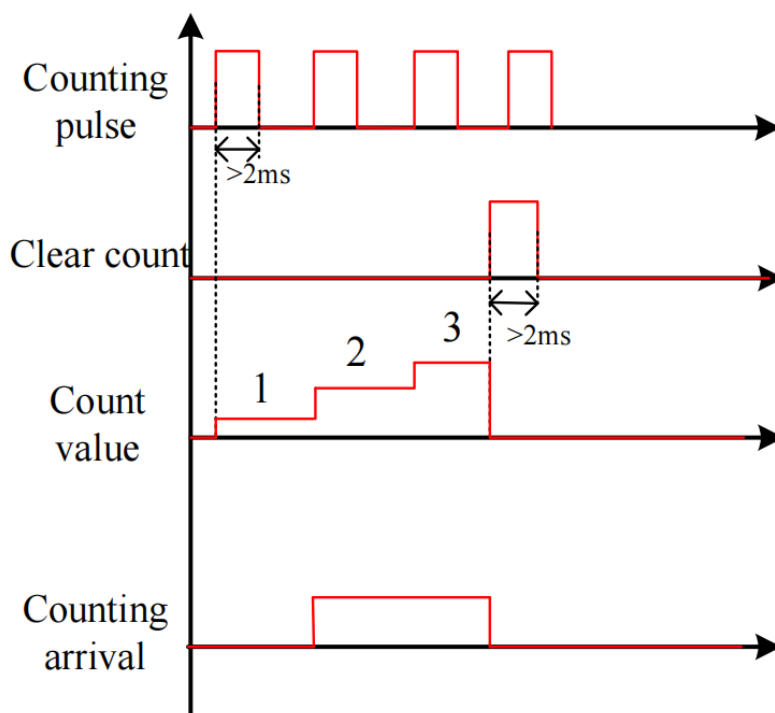 Counting
pulse
>2ms
Clear count
>2ms
1
2
3
Count
value
Counting
arrival